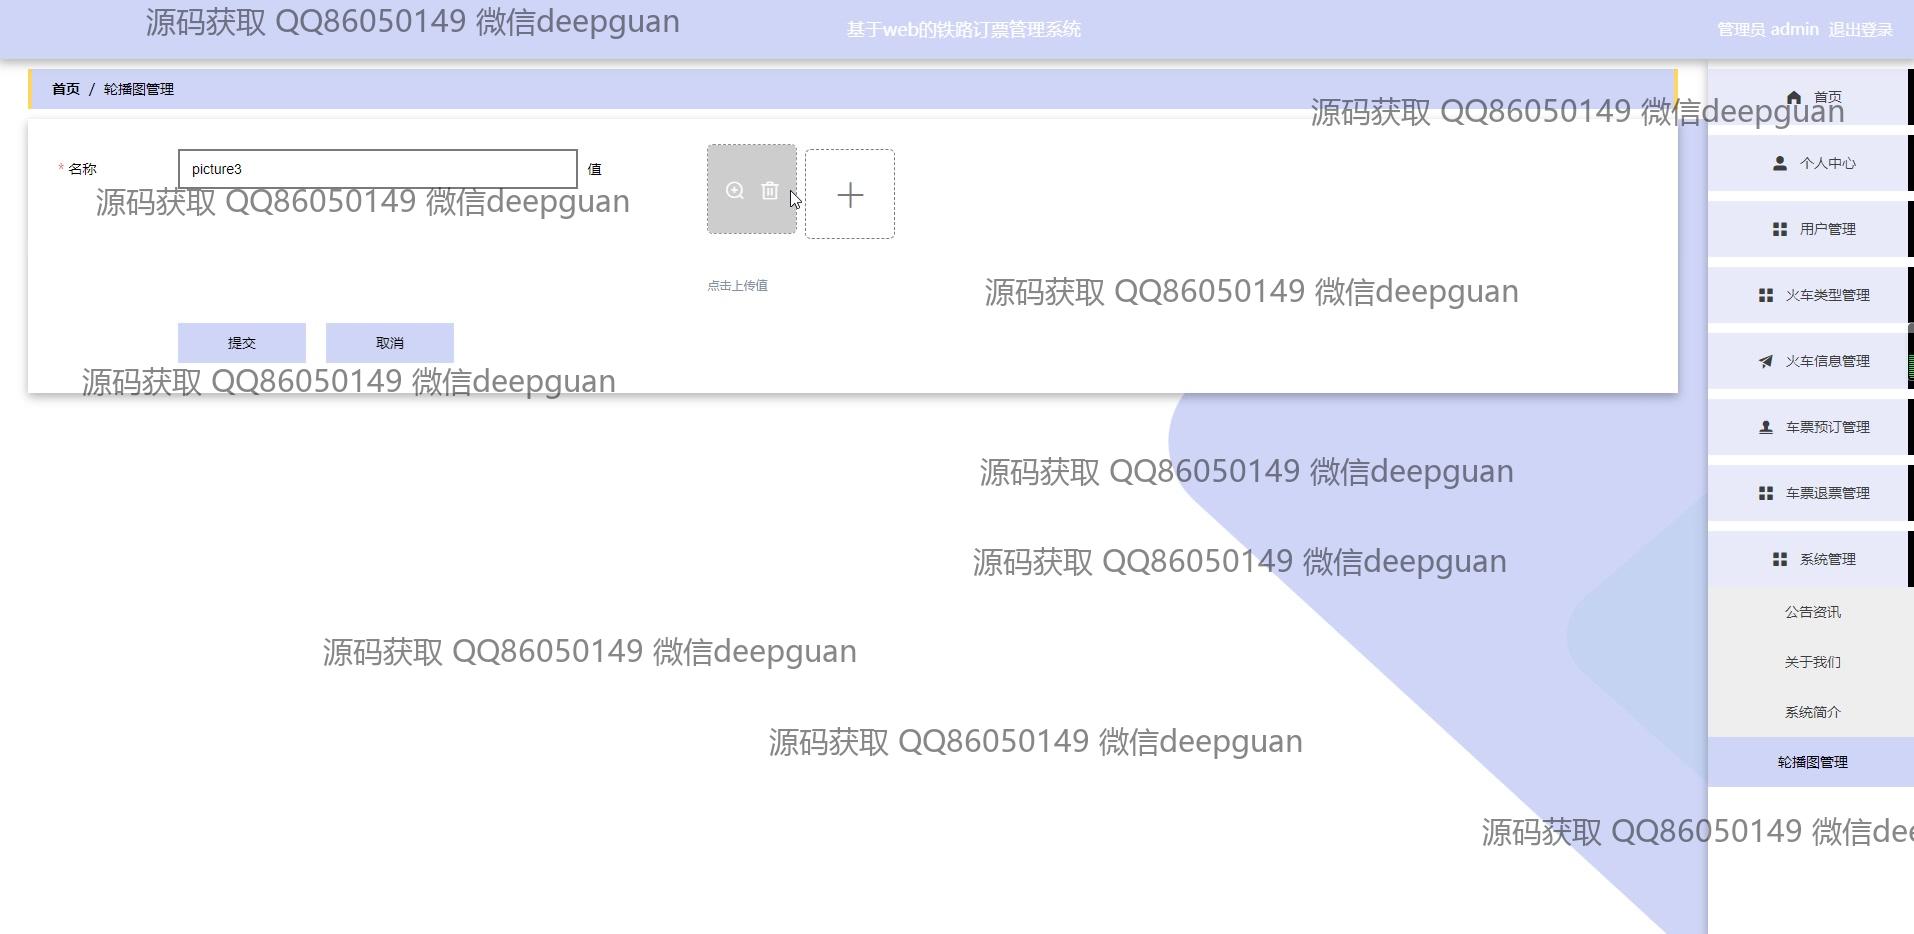 源码获取 QQ86050149 微信deepguan
基于web的铁路订票管理系统
管理员 admin 退出登录
首页 / 轮播图管理
首页
源码获取 QQ86050149 微信deepguan
* 名称
picture3
值
个人中心
源码获取 QQ86050149 微信deepguan
用户管理
点击上传值
源码获取 QQ86050149 微信deepguan
火车类型管理
提交
取消
火车信息管理
源码获取 QQ86050149 微信deepguan
车票预订管理
源码获取 QQ86050149 微信deepguan
车票退票管理
源码获取 QQ86050149 微信deepguan
系统管理
公告资讯
源码获取 QQ86050149 微信deepguan
关于我们
系统简介
源码获取 QQ86050149 微信deepguan
轮播图管理
源码获取 QQ86050149 微信dee